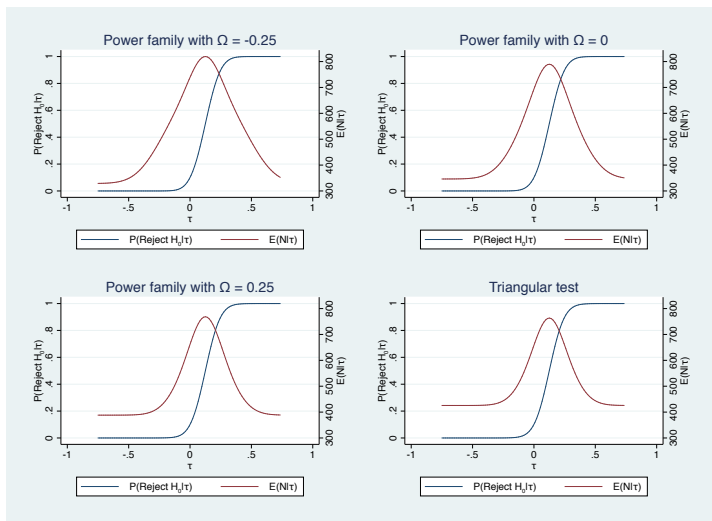 Power family with Ω = -0.25
P(Reject H₀|τ)
0 .2 .4 .6 .8 1
E(N|τ)
300 400 500 600 700 800
-1 -.5 0 .5 1
τ
P(Reject H₀|τ) E(N|τ)
Power family with Ω = 0
P(Reject H₀|τ)
0 .2 .4 .6 .8 1
E(N|τ)
300 400 500 600 700 800
-1 -.5 0 .5 1
τ
P(Reject H₀|τ) E(N|τ)
Power family with Ω = 0.25
P(Reject H₀|τ)
0 .2 .4 .6 .8 1
E(N|τ)
300 400 500 600 700 800
-1 -.5 0 .5 1
τ
P(Reject H₀|τ) E(N|τ)
Triangular test
P(Reject H₀|τ)
0 .2 .4 .6 .8 1
E(N|τ)
300 400 500 600 700 800
-1 -.5 0 .5 1
τ
P(Reject H₀|τ) E(N|τ)